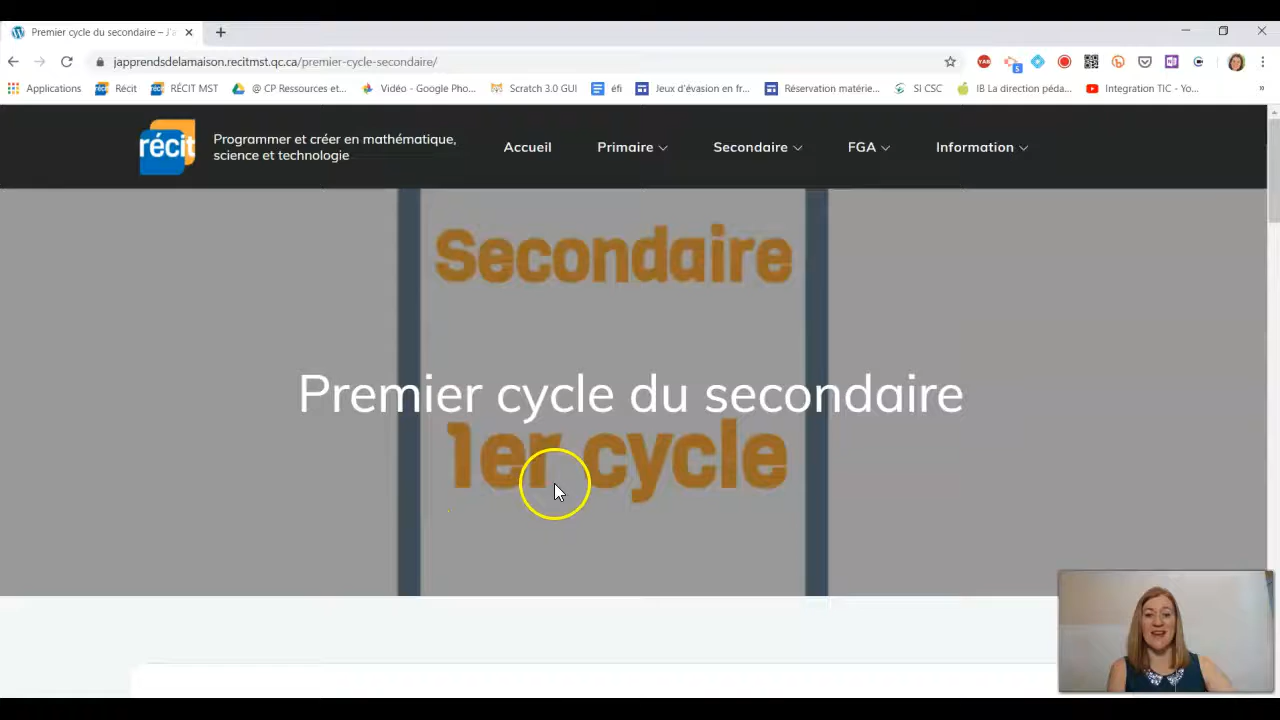 Premier cycle du secondaire – J'a
japprendsdelamaison.recitmst.qc.ca/premier-cycle-secondaire/
Applications
Récit
RÉCIT MST
@ CP Ressources et...
Vidéo - Google Pho...
Scratch 3.0 GUI
éfi
Jeux d'évasion en fr...
Réservation matérie...
SI CSC
IB La direction péda...
Integration TIC - Yo...
récit
Programmer et créer en mathématique,
science et technologie
Accueil
Primaire
Secondaire
FGA
Information
Secondaire
Premier cycle du secondaire
1er cycle